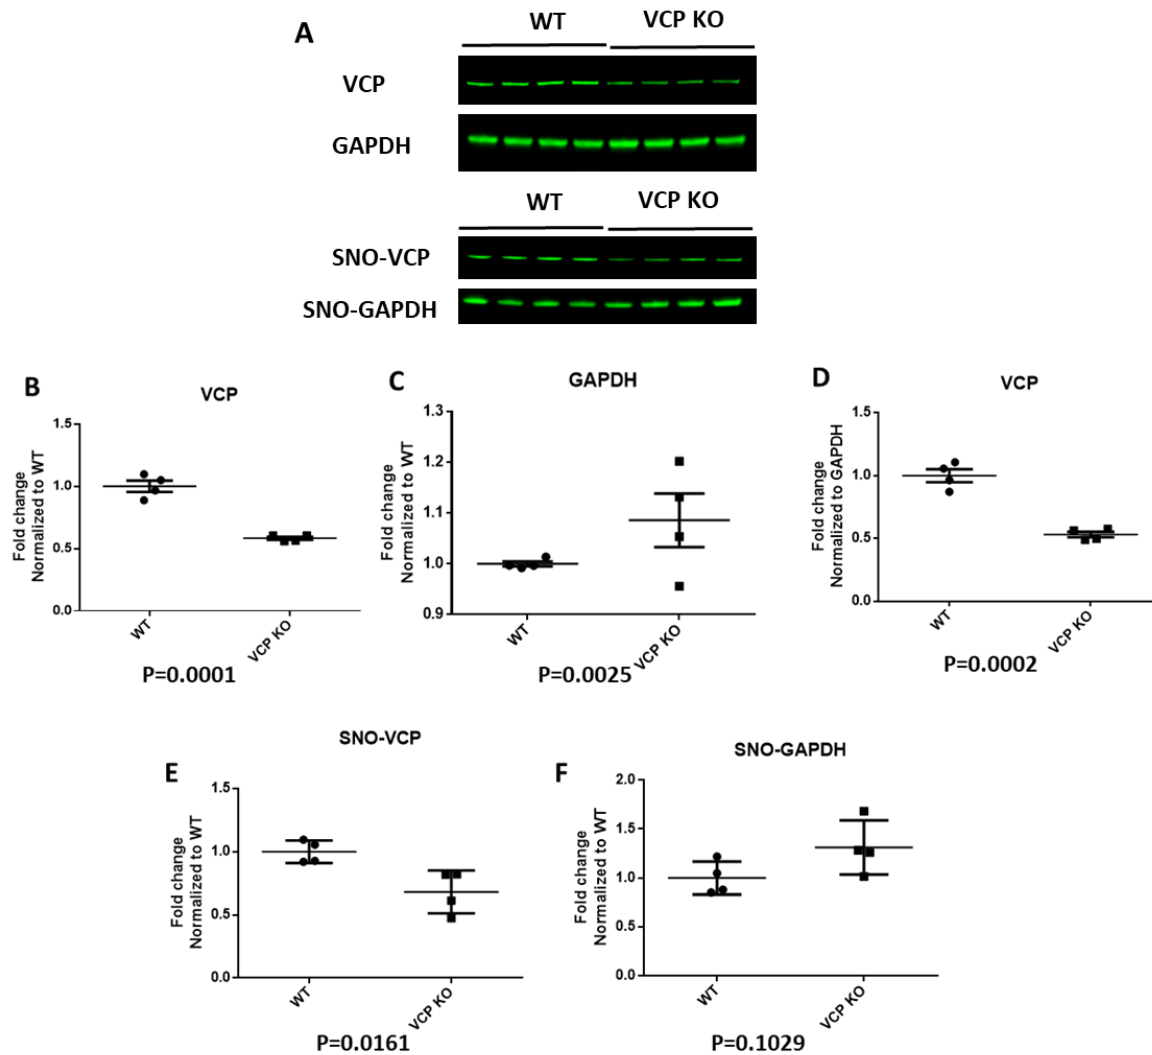 A
WT
VCP KO
VCP
GAPDH
WT
VCP KO
SNO-VCP
SNO-GAPDH
B
VCP
Fold change
Normalized to WT
1.5
1.0
0.5
0.0
WT
VCP KO
P=0.0001
C
GAPDH
Fold change
Normalized to WT
1.3
1.2
1.1
1.0
0.9
WT
VCP KO
P=0.0025
D
VCP
Fold change
Normalized to GAPDH
1.5
1.0
0.5
0.0
WT
VCP KO
P=0.0002
E
SNO-VCP
Fold change
Normalized to WT
1.5
1.0
0.5
0.0
WT
VCP KO
P=0.0161
F
SNO-GAPDH
Fold change
Normalized to WT
2.0
1.5
1.0
0.5
0.0
WT
VCP KO
P=0.1029